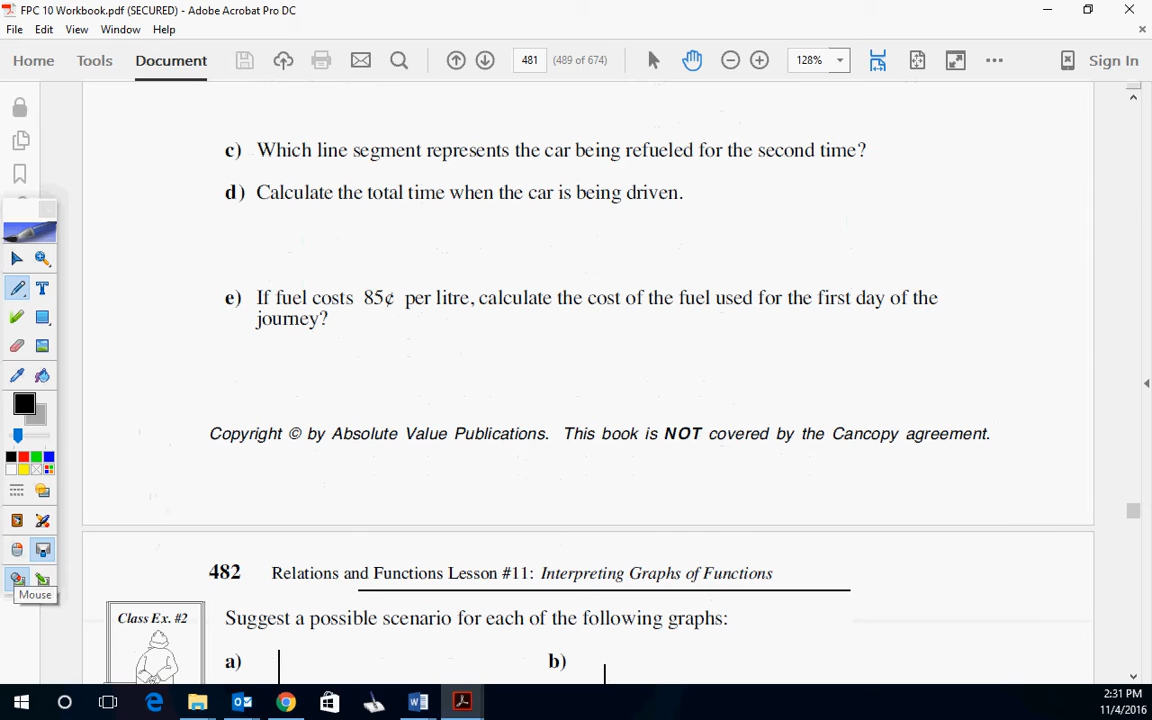 FPC 10 Workbook.pdf (SECURED) - Adobe Acrobat Pro DC
File Edit View Window Help
Home Tools Document 481 (489 of 674) 128% Sign In
c) Which line segment represents the car being refueled for the second time?
d) Calculate the total time when the car is being driven.
e) If fuel costs 85¢ per litre, calculate the cost of the fuel used for the first day of the
journey?
Copyright © by Absolute Value Publications. This book is NOT covered by the Cancopy agreement.
482 Relations and Functions Lesson #11: Interpreting Graphs of Functions
Mouse
Class Ex. #2
Suggest a possible scenario for each of the following graphs:
a) b)
2:31 PM
11/4/2016